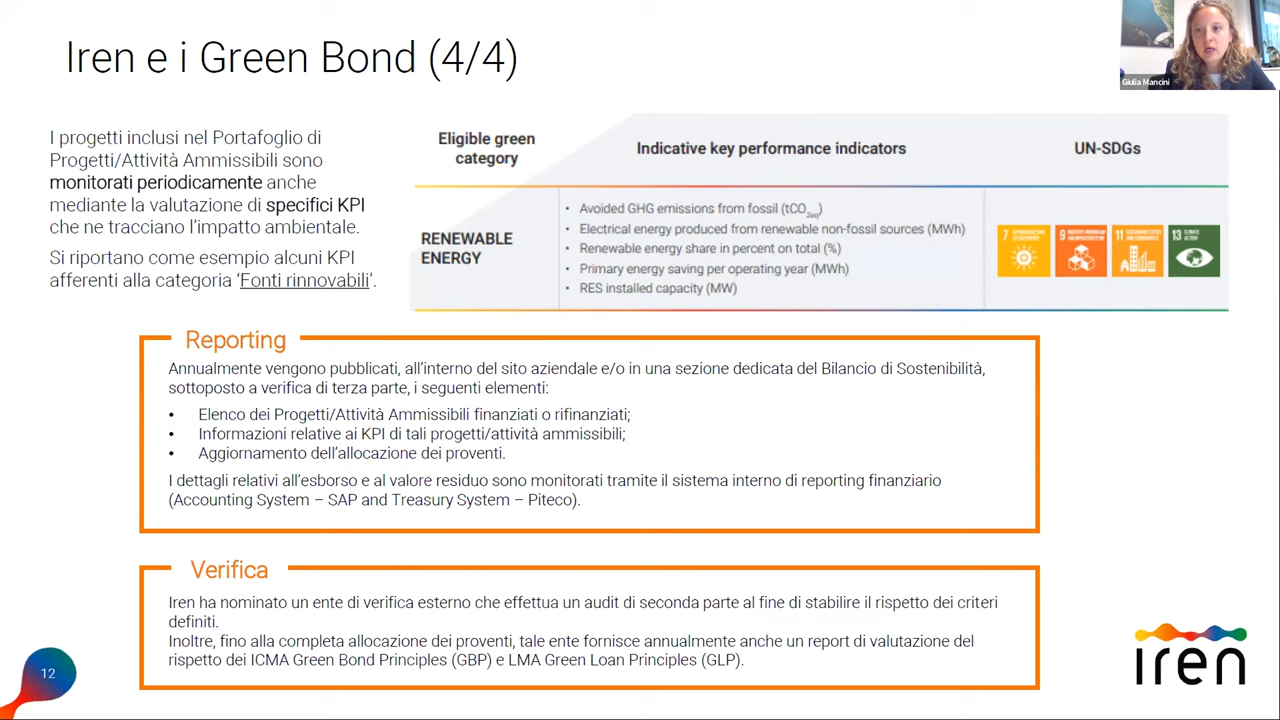 Iren e i Green Bond (4/4)
Giulia Mancini
I progetti inclusi nel Portafoglio di
Progetti/Attività Ammissibili sono
monitorati periodicamente anche
mediante la valutazione di specifici KPI
che ne tracciano l'impatto ambientale.
Si riportano come esempio alcuni KPI
afferenti alla categoria 'Fonti rinnovabili'.
Eligible green
category
Indicative key performance indicators
UN-SDGs
RENEWABLE
ENERGY
• Avoided GHG emissions from fossil (tCO2eq)
• Electrical energy produced from renewable non-fossil sources (MWh)
• Renewable energy share in percent on total (%)
• Primary energy saving per operating year (MWh)
• RES installed capacity (MW)
7
9
11
13 CLIMATE
ACTION
Reporting
Annualmente vengono pubblicati, all'interno del sito aziendale e/o in una sezione dedicata del Bilancio di Sostenibilità,
sottoposto a verifica di terza parte, i seguenti elementi:
• Elenco dei Progetti/Attività Ammissibili finanziati o rifinanziati;
• Informazioni relative ai KPI di tali progetti/attività ammissibili;
• Aggiornamento dell'allocazione dei proventi.
I dettagli relativi all'esborso e al valore residuo sono monitorati tramite il sistema interno di reporting finanziario
(Accounting System – SAP and Treasury System – Piteco).
Verifica
Iren ha nominato un ente di verifica esterno che effettua un audit di seconda parte al fine di stabilire il rispetto dei criteri
definiti.
Inoltre, fino alla completa allocazione dei proventi, tale ente fornisce annualmente anche un report di valutazione del
rispetto dei ICMA Green Bond Principles (GBP) e LMA Green Loan Principles (GLP).
12
iren